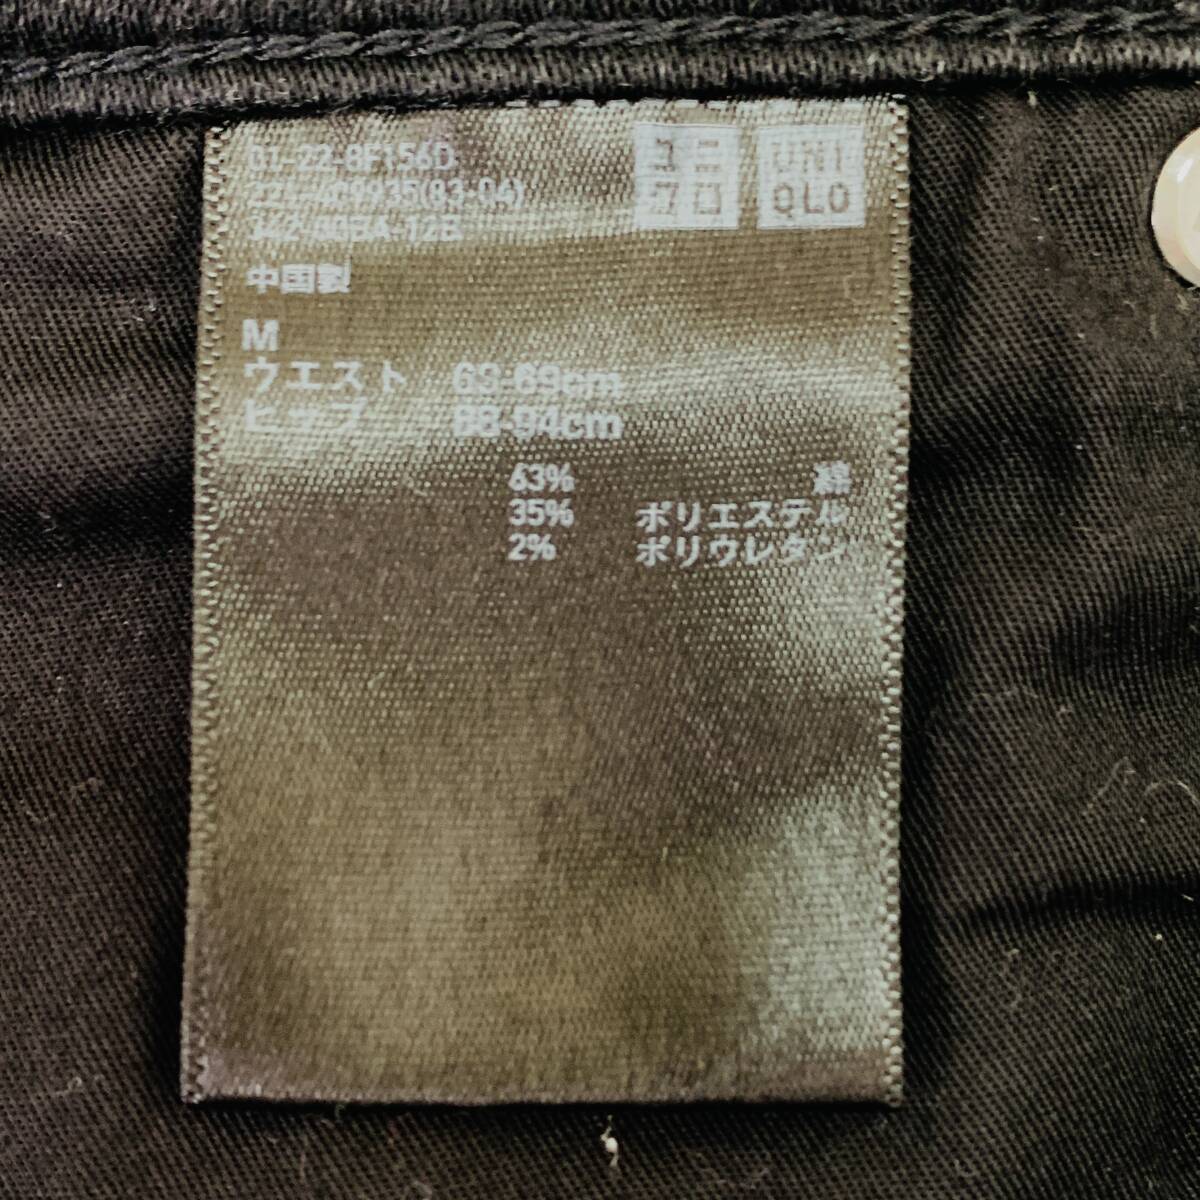 ユニ
クロ
UNI
QLO
中国製
M
ウエスト 63-69cm
ヒップ 88-94cm
63% 綿
35% ポリエステル
2% ポリウレタン